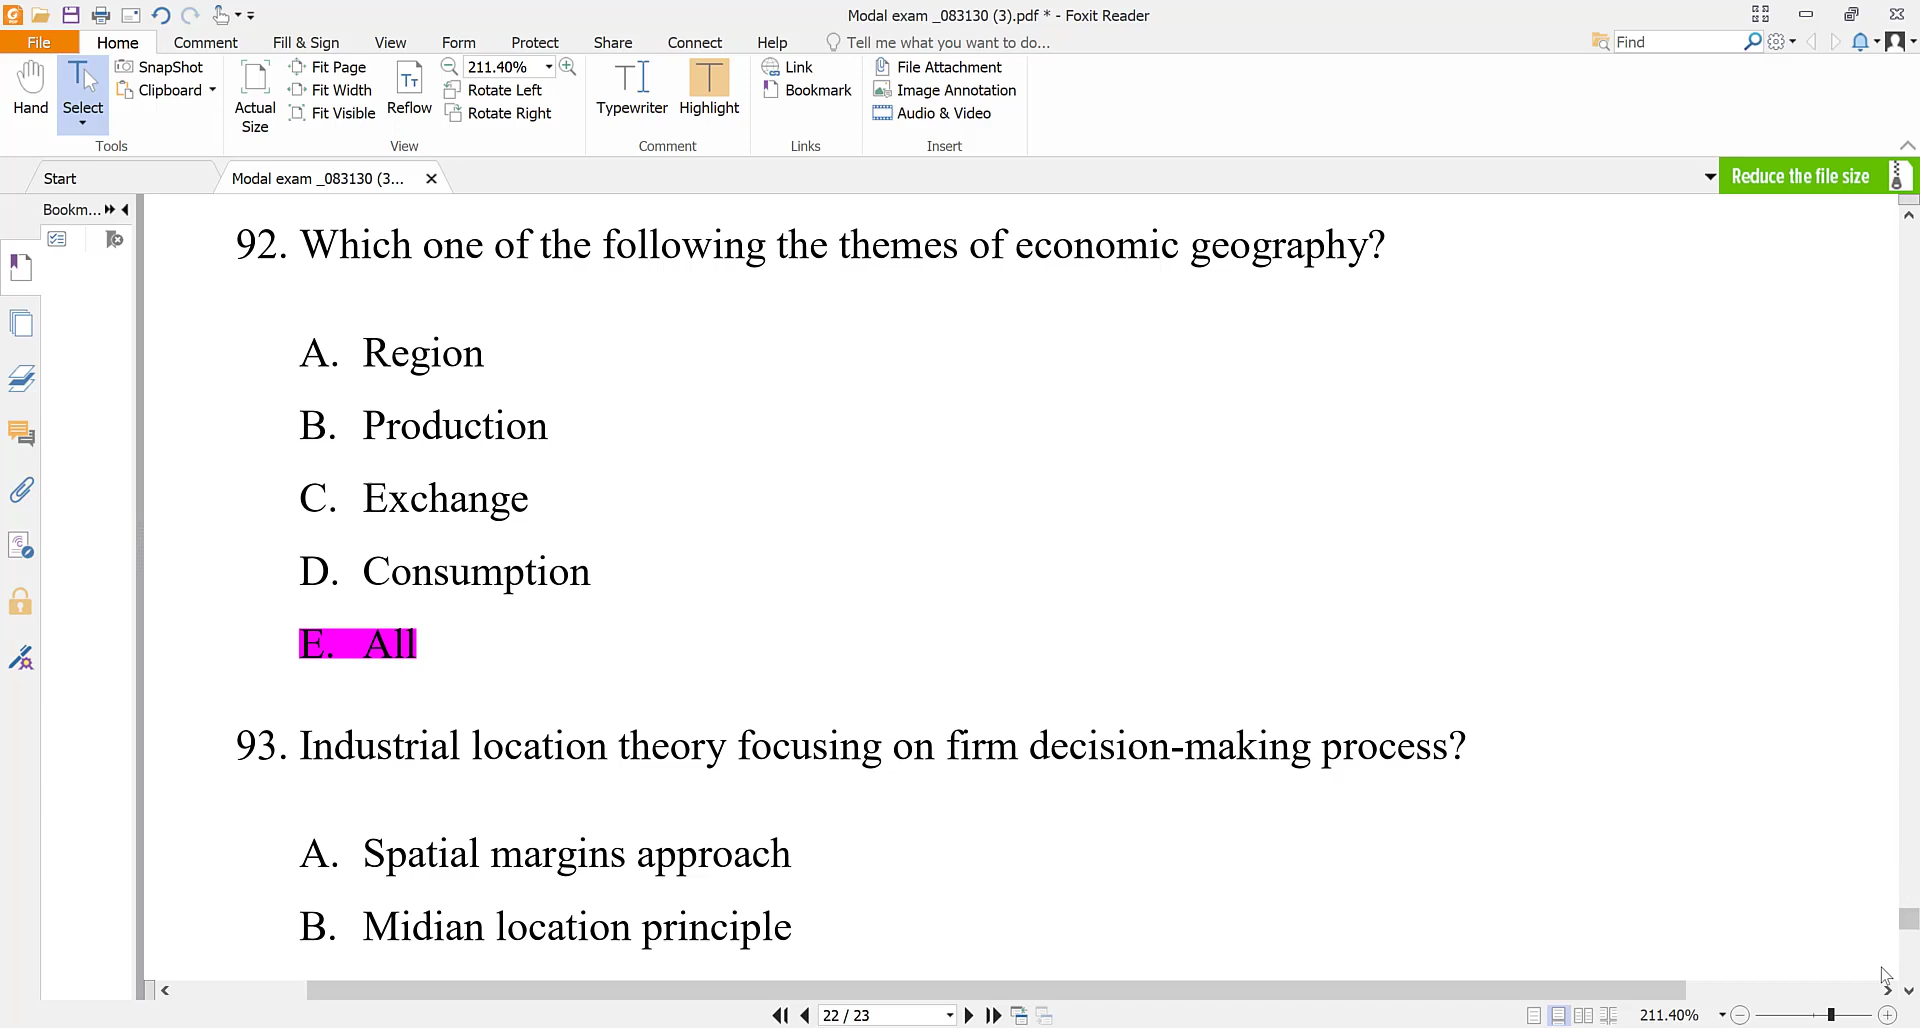 Modal exam _083130 (3).pdf * - Foxit Reader
File Home Comment Fill & Sign View Form Protect Share Connect Help Tell me what you want to do... Find
Hand Select SnapShot Clipboard Actual Size Fit Page Fit Width Fit Visible Reflow 211.40% Rotate Left Rotate Right Typewriter Highlight Link Bookmark File Attachment Image Annotation Audio & Video
Tools View Comment Links Insert
Start Modal exam _083130 (3... Reduce the file size
Bookm...
92. Which one of the following the themes of economic geography?
A. Region
B. Production
C. Exchange
D. Consumption
E. All
93. Industrial location theory focusing on firm decision-making process?
A. Spatial margins approach
B. Midian location principle
22 / 23 211.40%